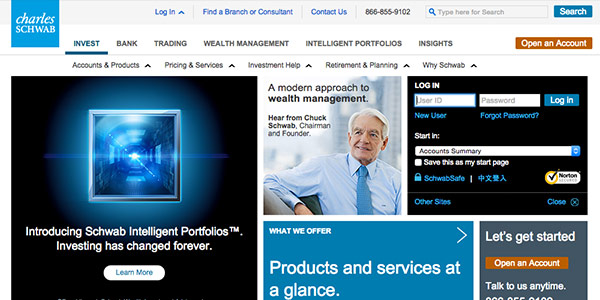 charles
SCHWAB
Log In
Find a Branch or Consultant
Contact Us
866-855-9102
Type here for Search
Search
INVEST
BANK
TRADING
WEALTH MANAGEMENT
INTELLIGENT PORTFOLIOS
INSIGHTS
Open an Account
Accounts & Products
Pricing & Services
Investment Help
Retirement & Planning
Why Schwab
Introducing Schwab Intelligent Portfolios™.
Investing has changed forever.
Learn More
A modern approach to
wealth management.
Hear from Chuck
Schwab, Chairman
and Founder.
LOG IN
User ID
Password
Log In
New User
Forgot Password?
Start in:
Accounts Summary
Save this as my start page
SchwabSafe
中文登入
Norton
Other Sites
Close
WHAT WE OFFER
Products and services at
a glance.
Let's get started
Open an Account
Talk to us anytime.
866-855-9102